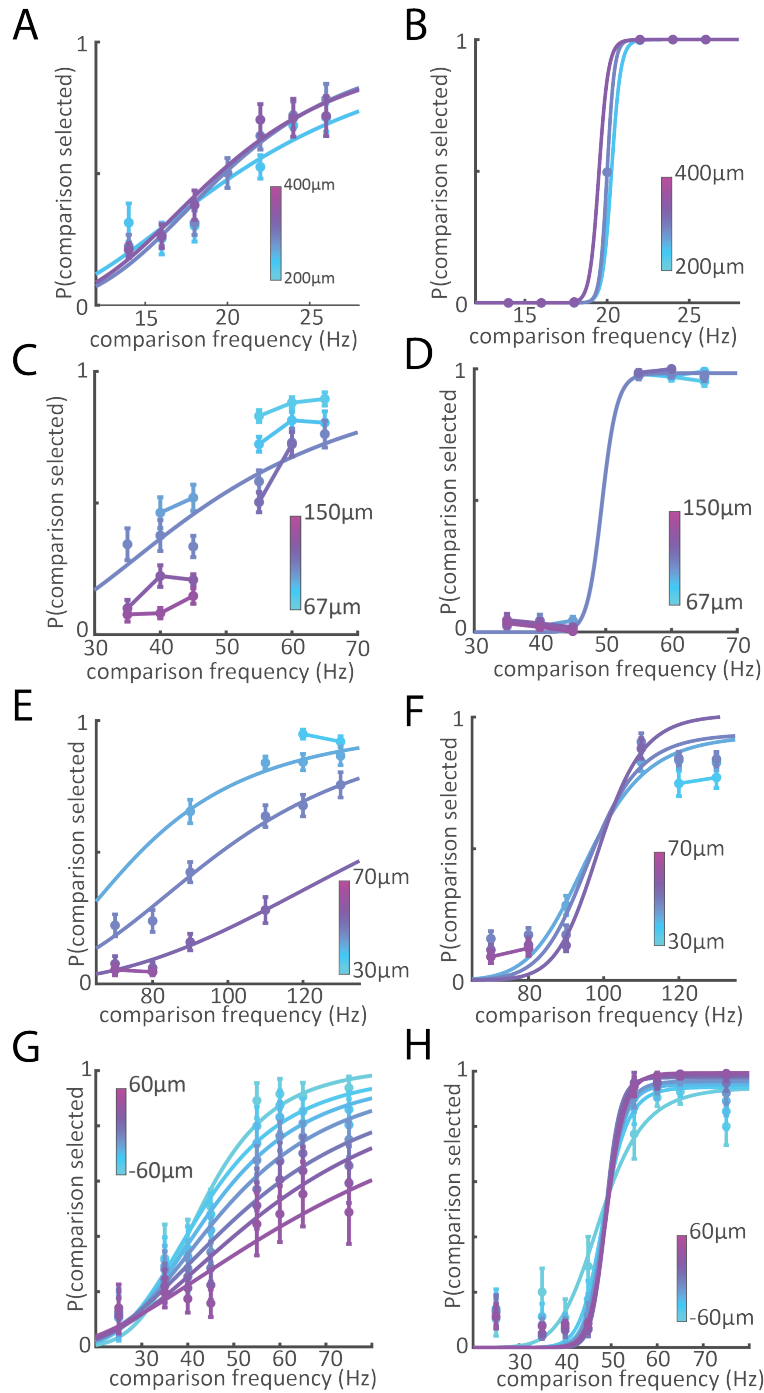 A
1
P(comparison selected)
400µm
200µm
0
15 20 25
comparison frequency (Hz)
B
1
P(comparison selected)
400µm
200µm
0
15 20 25
comparison frequency (Hz)
C
1
P(comparison selected)
150µm
67µm
0
30 40 50 60 70
comparison frequency (Hz)
D
1
P(comparison selected)
150µm
67µm
0
30 40 50 60 70
comparison frequency (Hz)
E
1
P(comparison selected
70µm
30µm
0
80 100 120
comparison frequency (Hz)
F
1
P(comparison selected
70µm
30µm
0
80 100 120
comparison frequency (Hz)
G
1
60µm
-60µm
P(comparison selected
0
30 40 50 60 70
comparison frequency (Hz)
H
1
P(comparison selected
60µm
-60µm
0
30 40 50 60 70
comparison frequency (Hz)